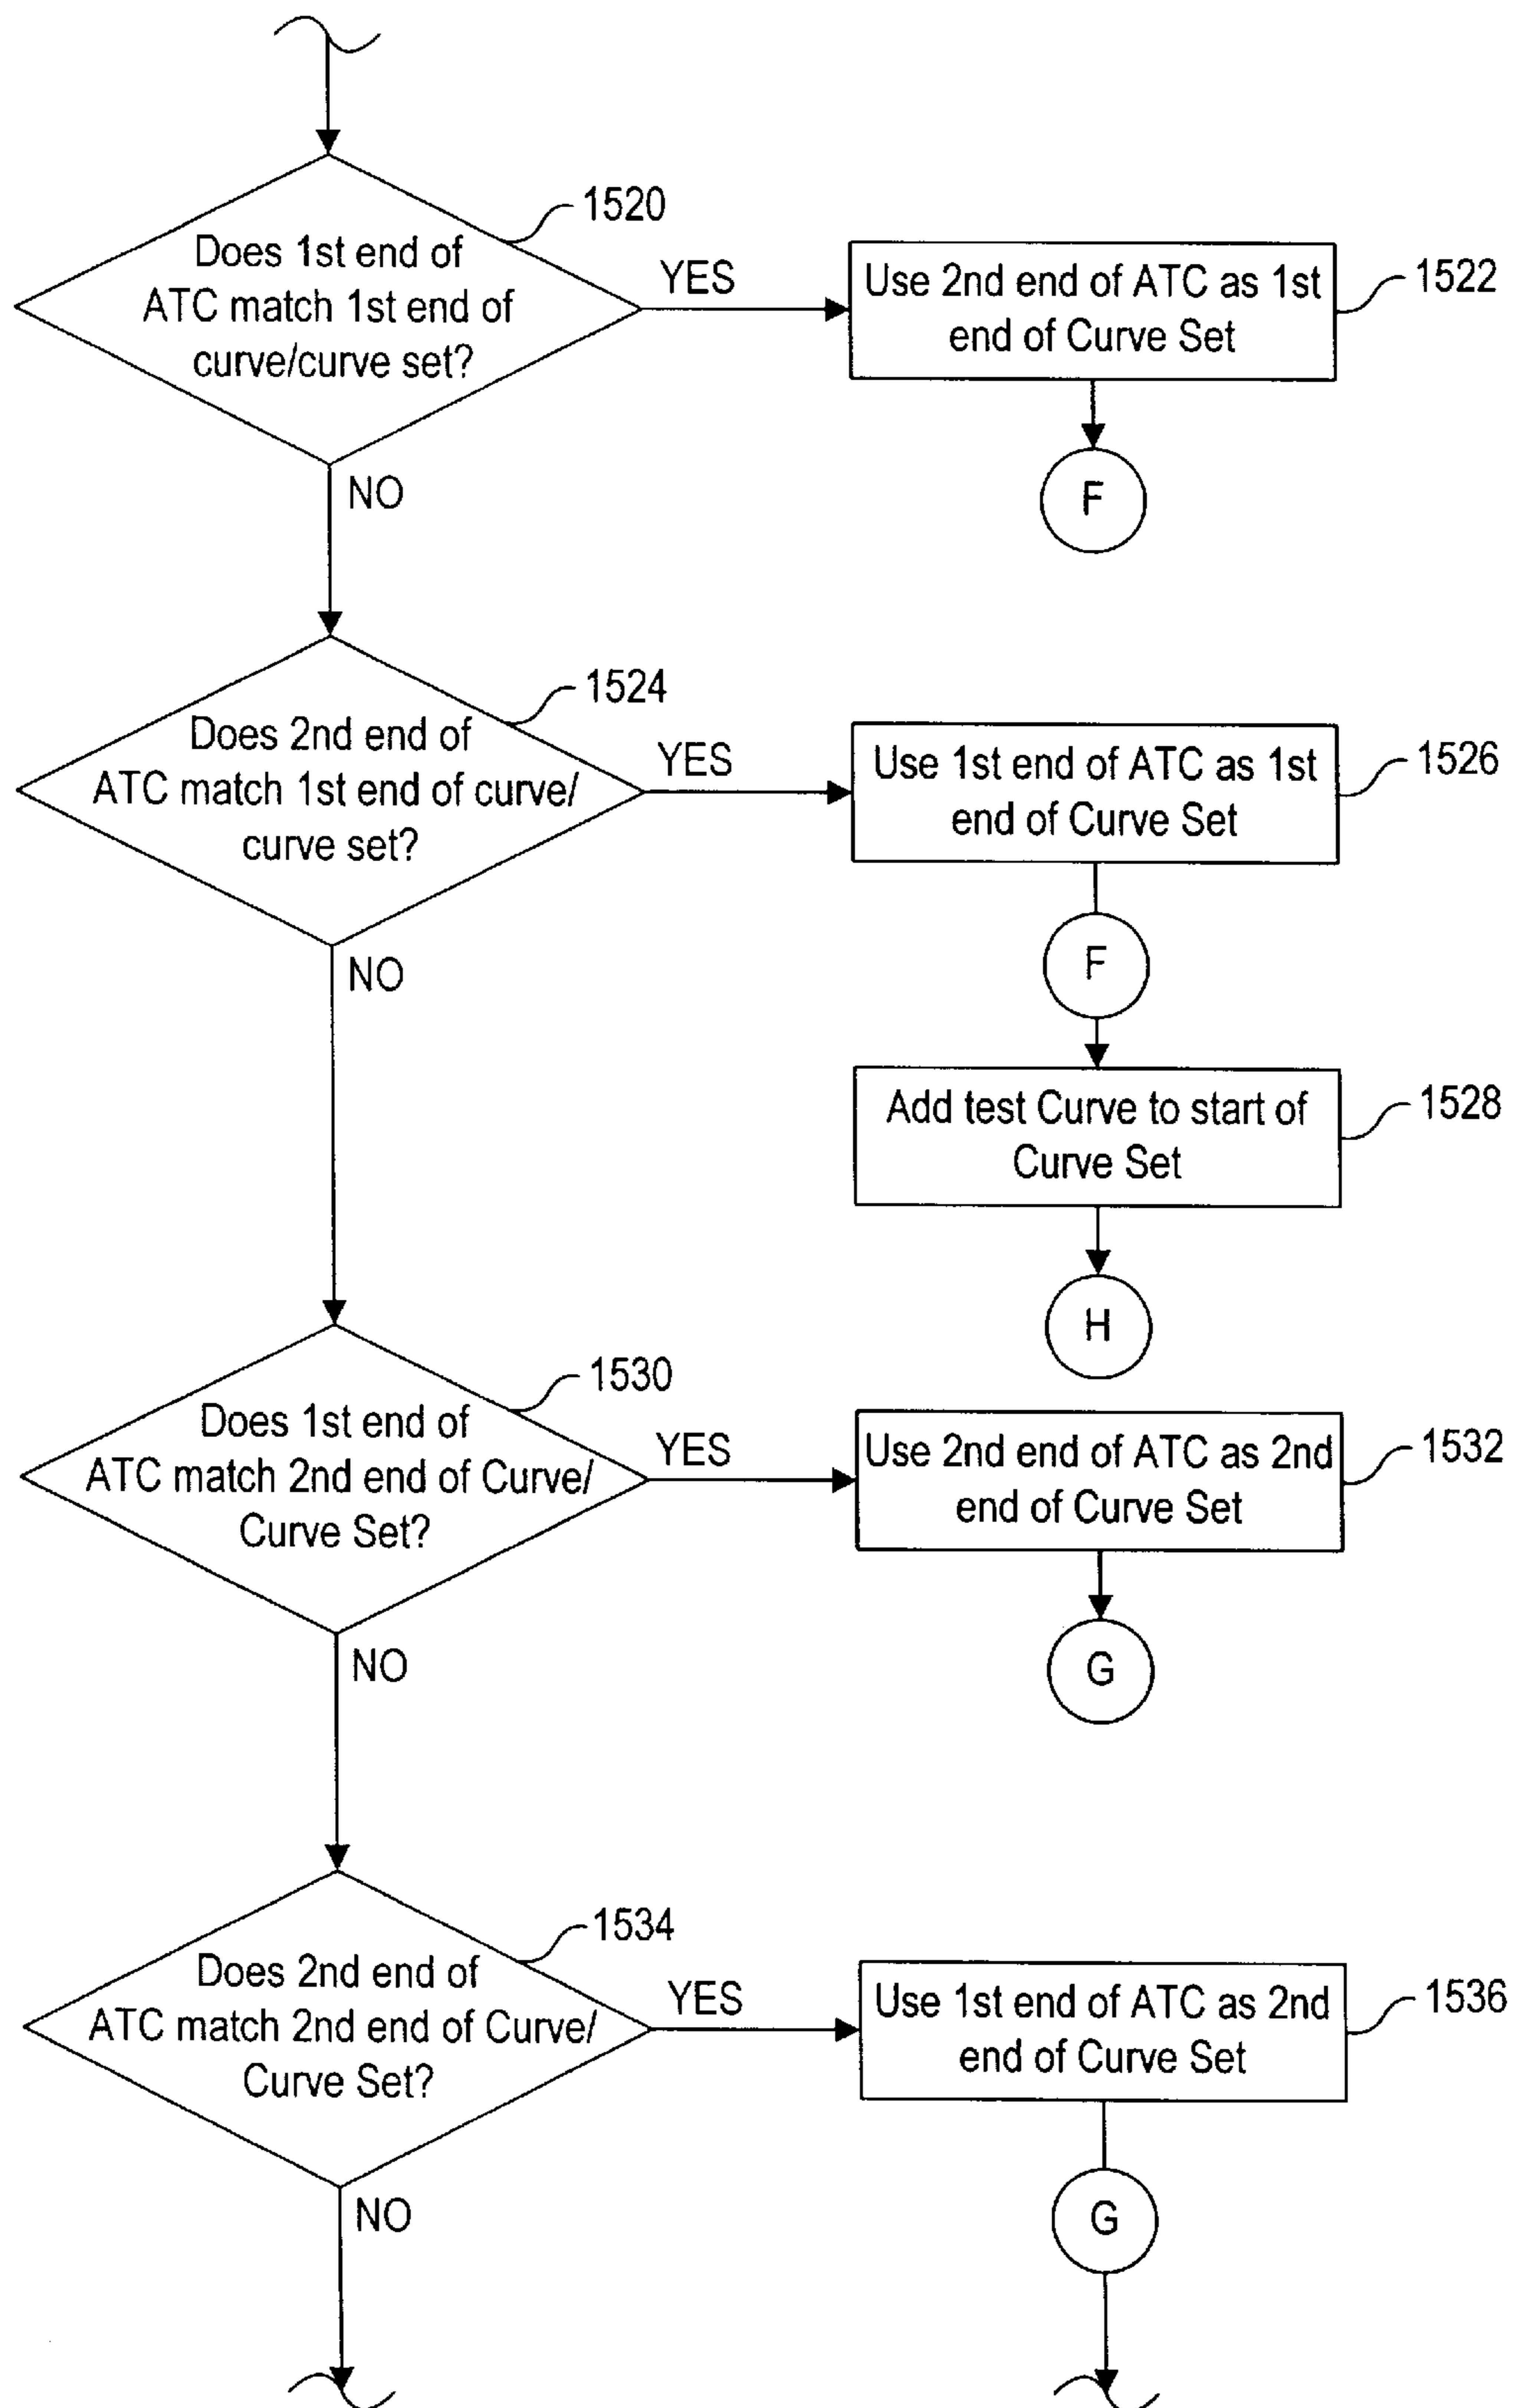 1520
Does 1st end of
ATC match 1st end of
curve/curve set?
YES
Use 2nd end of ATC as 1st
end of Curve Set
1522
NO
F
1524
Does 2nd end of
ATC match 1st end of curve/
curve set?
YES
Use 1st end of ATC as 1st
end of Curve Set
1526
NO
F
Add test Curve to start of
Curve Set
1528
H
1530
Does 1st end of
ATC match 2nd end of Curve/
Curve Set?
YES
Use 2nd end of ATC as 2nd
end of Curve Set
1532
NO
G
1534
Does 2nd end of
ATC match 2nd end of Curve/
Curve Set?
YES
Use 1st end of ATC as 2nd
end of Curve Set
1536
NO
G